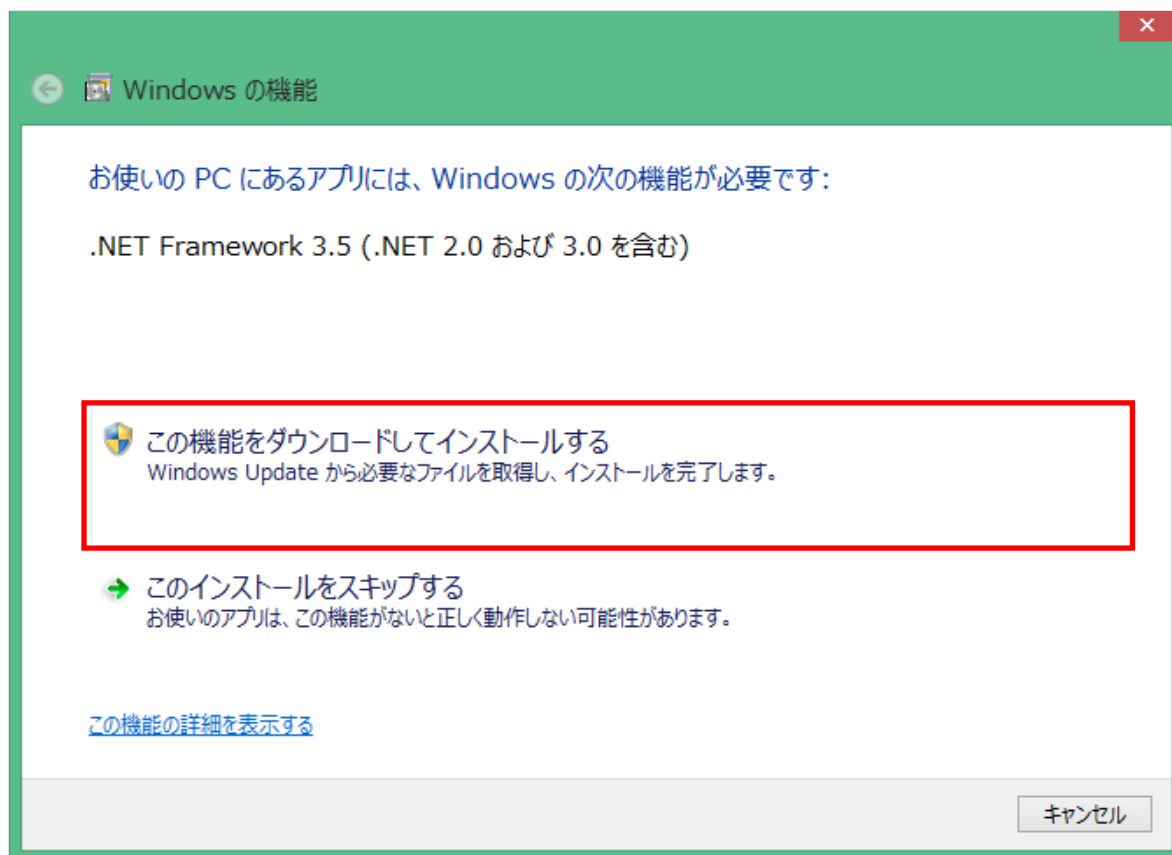 Windows の機能
お使いの PC にあるアプリには、Windows の次の機能が必要です:
.NET Framework 3.5 (.NET 2.0 および 3.0 を含む)
この機能をダウンロードしてインストールする
Windows Update から必要なファイルを取得し、インストールを完了します。
このインストールをスキップする
お使いのアプリは、この機能がないと正しく動作しない可能性があります。
この機能の詳細を表示する
キャンセル